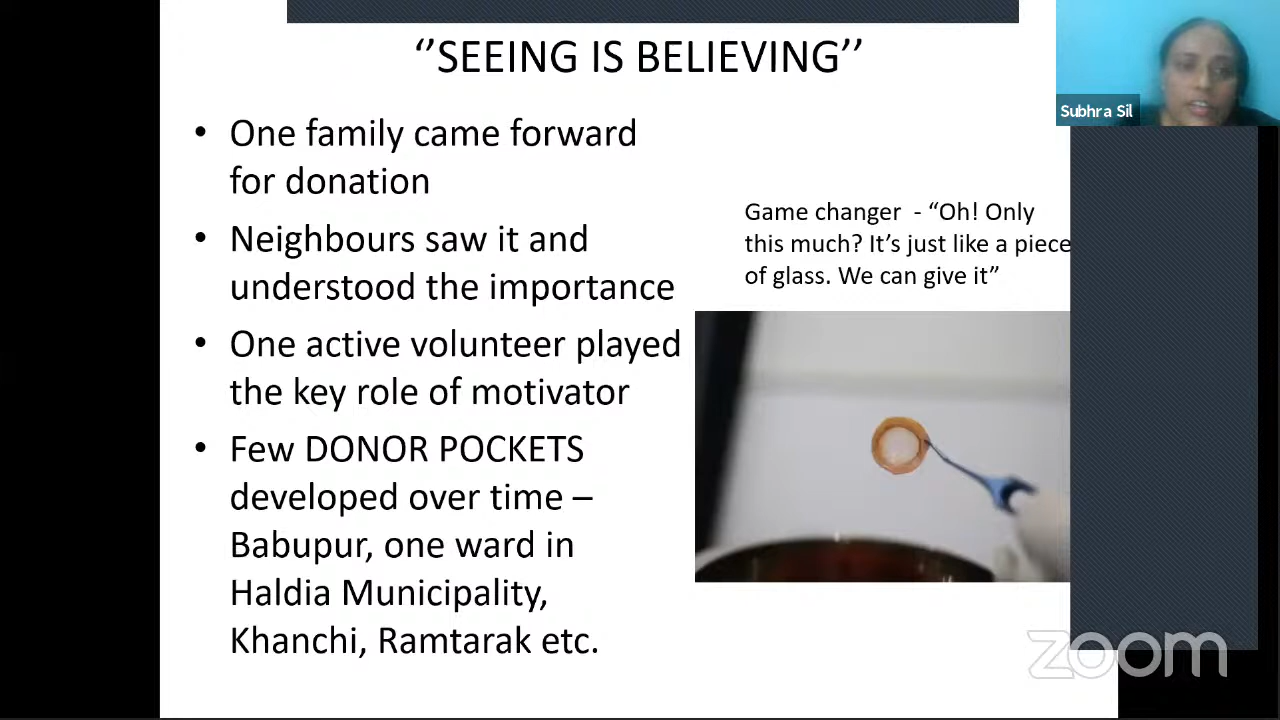 ‘’SEEING IS BELIEVING’’
• One family came forward
for donation
• Neighbours saw it and
understood the importance
• One active volunteer played
the key role of motivator
• Few DONOR POCKETS
developed over time –
Babupur, one ward in
Haldia Municipality,
Khanchi, Ramtarak etc.
Game changer - “Oh! Only
this much? It’s just like a piece
of glass. We can give it”
Subhra Sil
zoom